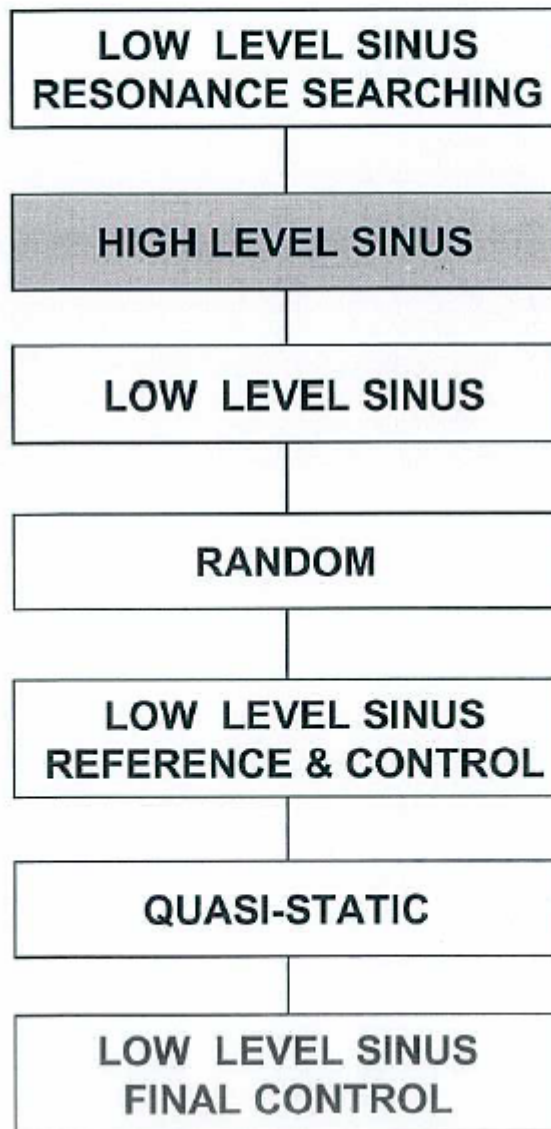 LOW LEVEL SINUS
RESONANCE SEARCHING
HIGH LEVEL SINUS
LOW LEVEL SINUS
RANDOM
LOW LEVEL SINUS
REFERENCE & CONTROL
QUASI-STATIC
LOW LEVEL SINUS
FINAL CONTROL